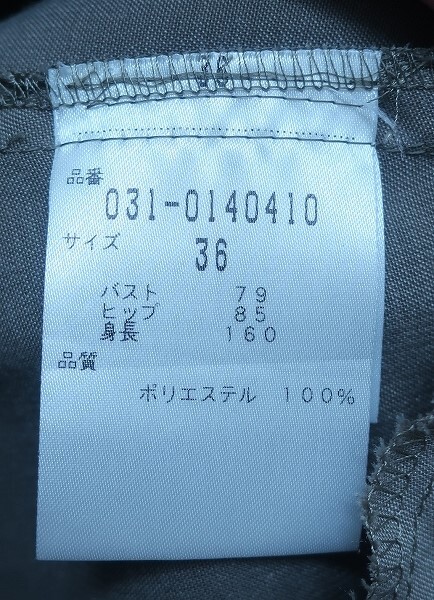 品番
031-0140410
サイズ
36
バスト 79
ヒップ 85
身長 160
品質
ポリエステル 100%